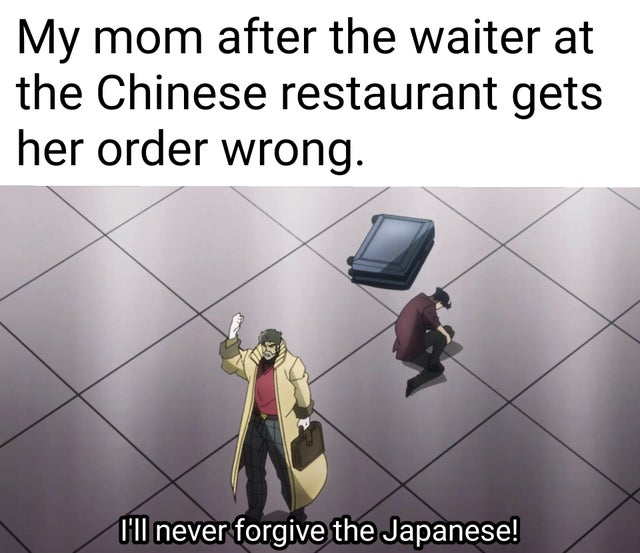 My mom after the waiter at
the Chinese restaurant gets
her order wrong.
I'll never forgive the Japanese!